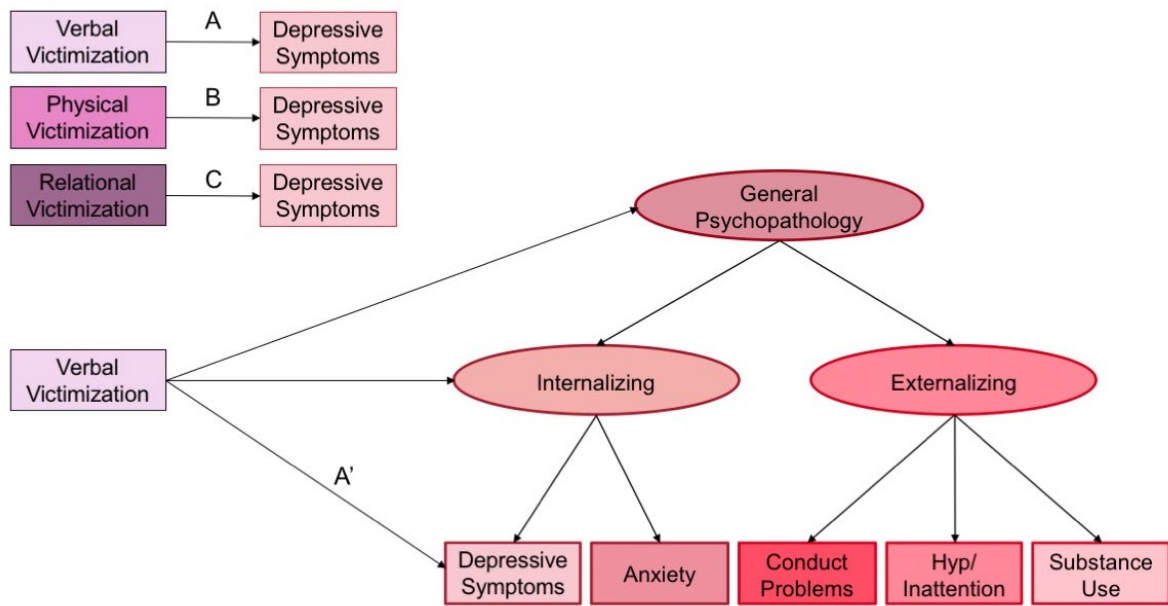 Verbal
Victimization
A
Depressive
Symptoms
Physical
Victimization
B
Depressive
Symptoms
Relational
Victimization
C
Depressive
Symptoms
General
Psychopathology
Verbal
Victimization
Internalizing
Externalizing
A’
Depressive
Symptoms
Anxiety
Conduct
Problems
Hyp/
Inattention
Substance
Use